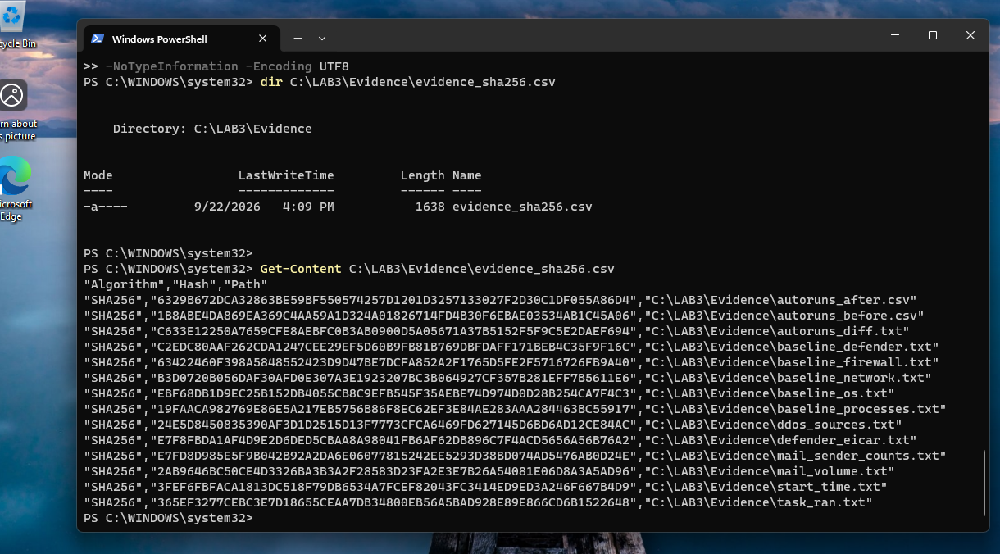 cycle Bin
rn about
s picture
icrosoft
Edge
Windows PowerShell
>> -NoTypeInformation -Encoding UTF8
PS C:\WINDOWS\system32> dir C:\LAB3\Evidence\evidence_sha256.csv
Directory: C:\LAB3\Evidence
Mode LastWriteTime Length Name
---- ------------- ------ ----
-a---- 9/22/2026 4:09 PM 1638 evidence_sha256.csv
PS C:\WINDOWS\system32>
PS C:\WINDOWS\system32> Get-Content C:\LAB3\Evidence\evidence_sha256.csv
"Algorithm","Hash","Path"
"SHA256","6329B672DCA32863BE59BF550574257D1201D3257133027F2D30C1DF055A86D4","C:\LAB3\Evidence\autoruns_after.csv"
"SHA256","1B8ABE4DA869EA369C4AA59A1D324A01826714FD4B30F6EBAE03534AB1C45A06","C:\LAB3\Evidence\autoruns_before.csv"
"SHA256","C633E12250A7659CFE8AEBFC0B3AB0900D5A05671A37B5152F5F9C5E2DAEF694","C:\LAB3\Evidence\autoruns_diff.txt"
"SHA256","C2EDC80AAF262CDA1247CEE29EF5D60B9FB81B769DBFDAFF171BEB4C35F9F16C","C:\LAB3\Evidence\baseline_defender.txt"
"SHA256","63422460F398A5848552423D9D47BE7DCFA852A2F1765D5FE2F5716726FB9A40","C:\LAB3\Evidence\baseline_firewall.txt"
"SHA256","B3D0720B056DAF30AFD0E307A3E1923207BC3B064927CF357B281EFF7B5611E6","C:\LAB3\Evidence\baseline_network.txt"
"SHA256","EBF68DB1D9EC25B152DB4055CB8C9EFB545F35AEBE74D974D0D28B254CA7F4C3","C:\LAB3\Evidence\baseline_os.txt"
"SHA256","19FAACA982769E86E5A217EB5756B86F8EC62EF3E84AE283AAA284463BC55917","C:\LAB3\Evidence\baseline_processes.txt"
"SHA256","24E5D8450835390AF3D1D2515D13F7773CFCA6469FD627145D6BD6AD12CE84AC","C:\LAB3\Evidence\ddos_sources.txt"
"SHA256","E7F8FBDA1AF4D9E2D6DED5CBAA8A98041FB6AF62DB896C7F4ACD5656A56B76A2","C:\LAB3\Evidence\defender_eicar.txt"
"SHA256","E7FD8D985E5F9B042B92A2DA6E06077815242EE5293D38BD074AD5476AB0D24E","C:\LAB3\Evidence\mail_sender_counts.txt"
"SHA256","2AB9646BC50CE4D3326BA3B3A2F28583D23FA2E3E7B26A54081E06D8A3A5AD96","C:\LAB3\Evidence\mail_volume.txt"
"SHA256","3FEF6FBFACA1813DC518F79DB6534A7FCEF82043FC3414ED9ED3A246F667B4D9","C:\LAB3\Evidence\start_time.txt"
"SHA256","365EF3277CEBC3E7D18655CEAA7DB34800EB56A5BAD928E89E866CD6B1522648","C:\LAB3\Evidence\task_ran.txt"
PS C:\WINDOWS\system32>